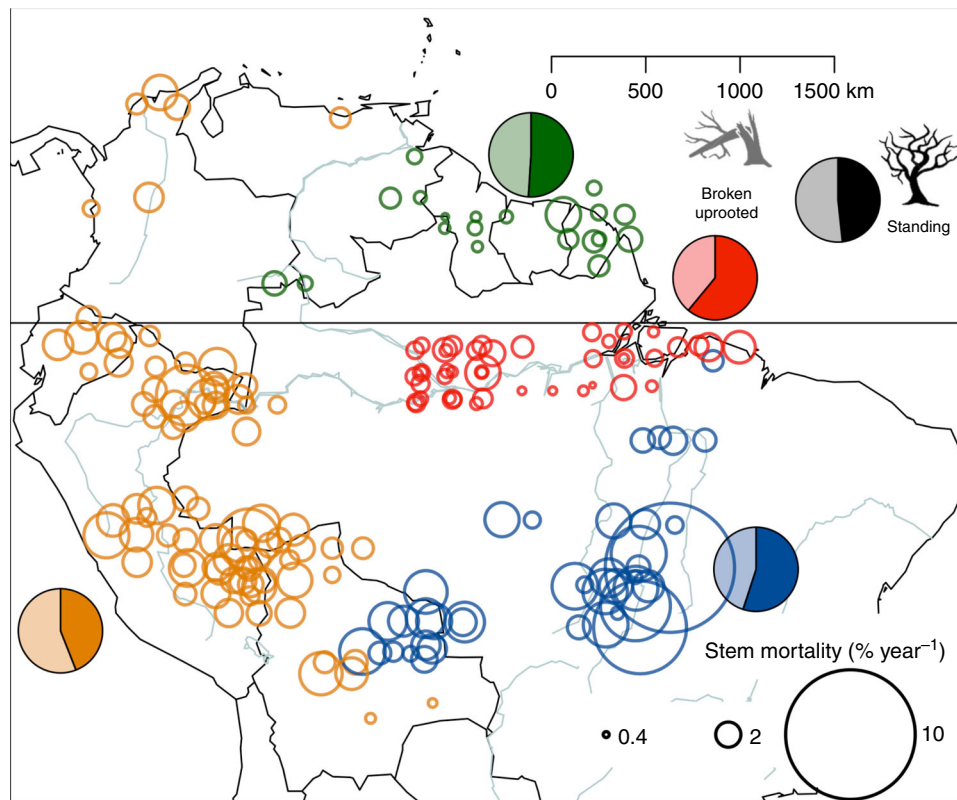 0 500 1000 1500 km
Broken
uprooted
Standing
Stem mortality (% year⁻¹)
0.4 2 10